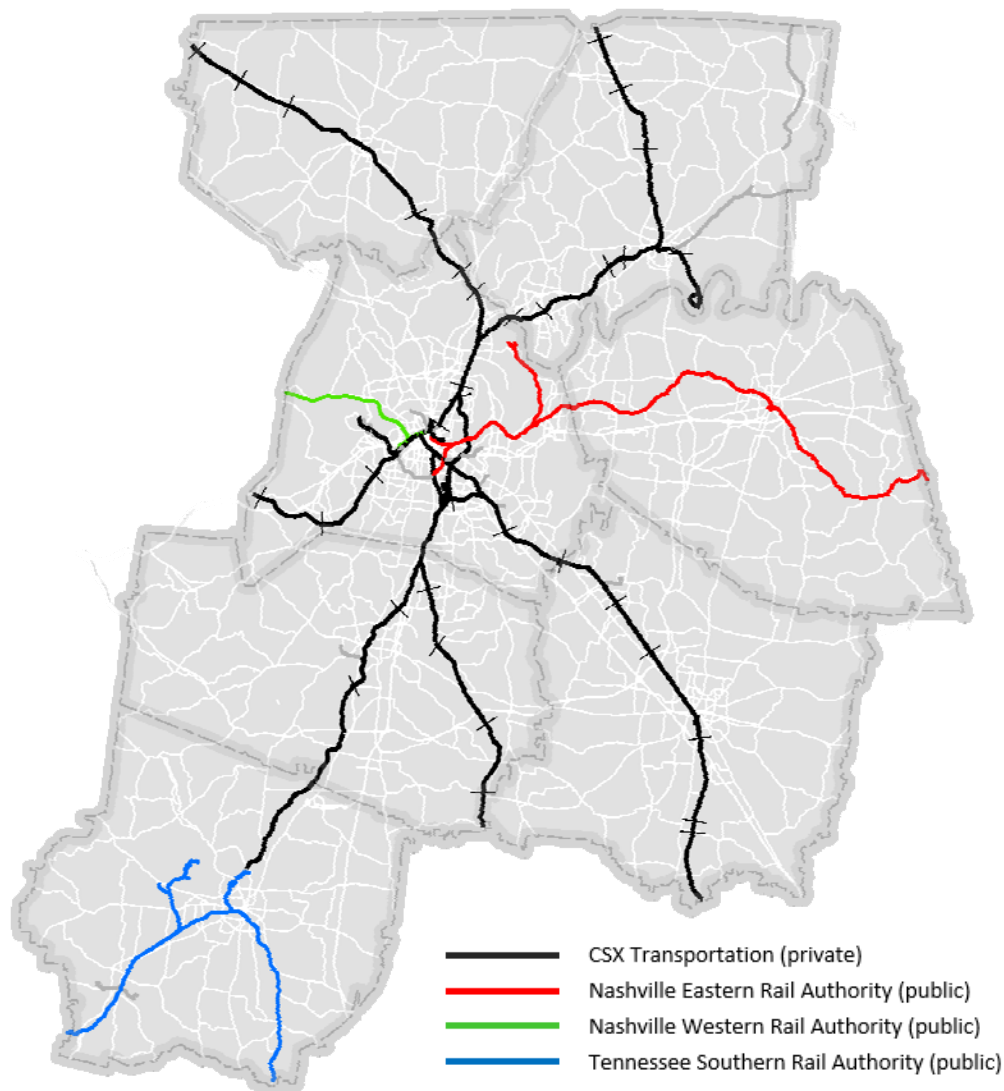 CSX Transportation (private)
Nashville Eastern Rail Authority (public)
Nashville Western Rail Authority (public)
Tennessee Southern Rail Authority (public)